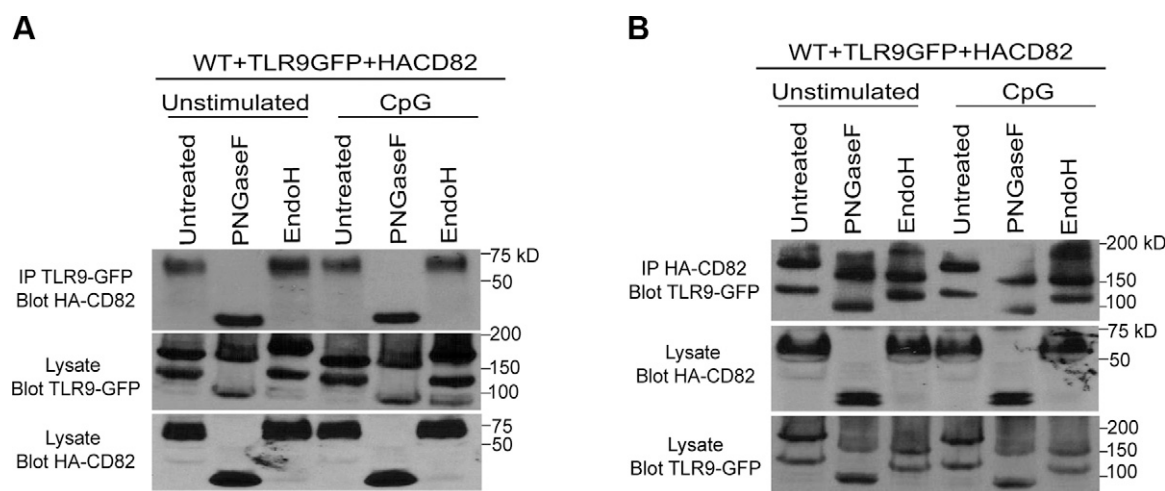 A
WT+TLR9GFP+HACD82
Unstimulated CpG
Untreated PNGaseF EndoH Untreated PNGaseF EndoH
IP TLR9-GFP
Blot HA-CD82
75 kD
50
Lysate
Blot TLR9-GFP
200
150
100
Lysate
Blot HA-CD82
75
50
B
WT+TLR9GFP+HACD82
Unstimulated CpG
Untreated PNGaseF EndoH Untreated PNGaseF EndoH
IP HA-CD82
Blot TLR9-GFP
200 kD
150
100
Lysate
Blot HA-CD82
75 kD
50
Lysate
Blot TLR9-GFP
200
150
100